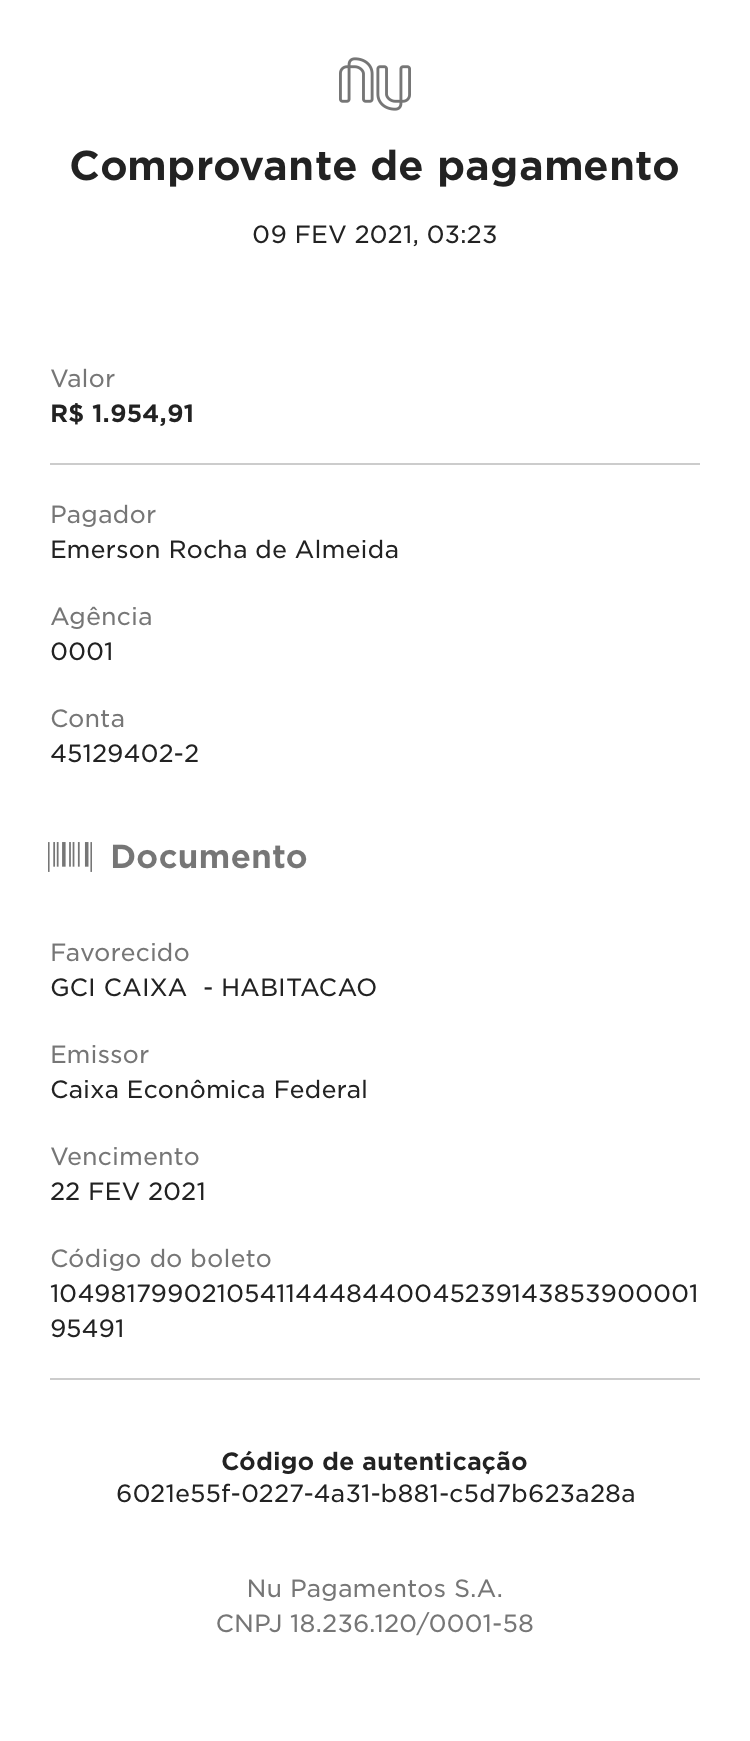 nu
Comprovante de pagamento
09 FEV 2021, 03:23
Valor
R$ 1.954,91
Pagador
Emerson Rocha de Almeida
Agência
0001
Conta
45129402-2
Documento
Favorecido
GCI CAIXA  - HABITACAO
Emissor
Caixa Econômica Federal
Vencimento
22 FEV 2021
Código do boleto
104981799021054114448440045239143853900001
95491
Código de autenticação
6021e55f-0227-4a31-b881-c5d7b623a28a
Nu Pagamentos S.A.
CNPJ 18.236.120/0001-58